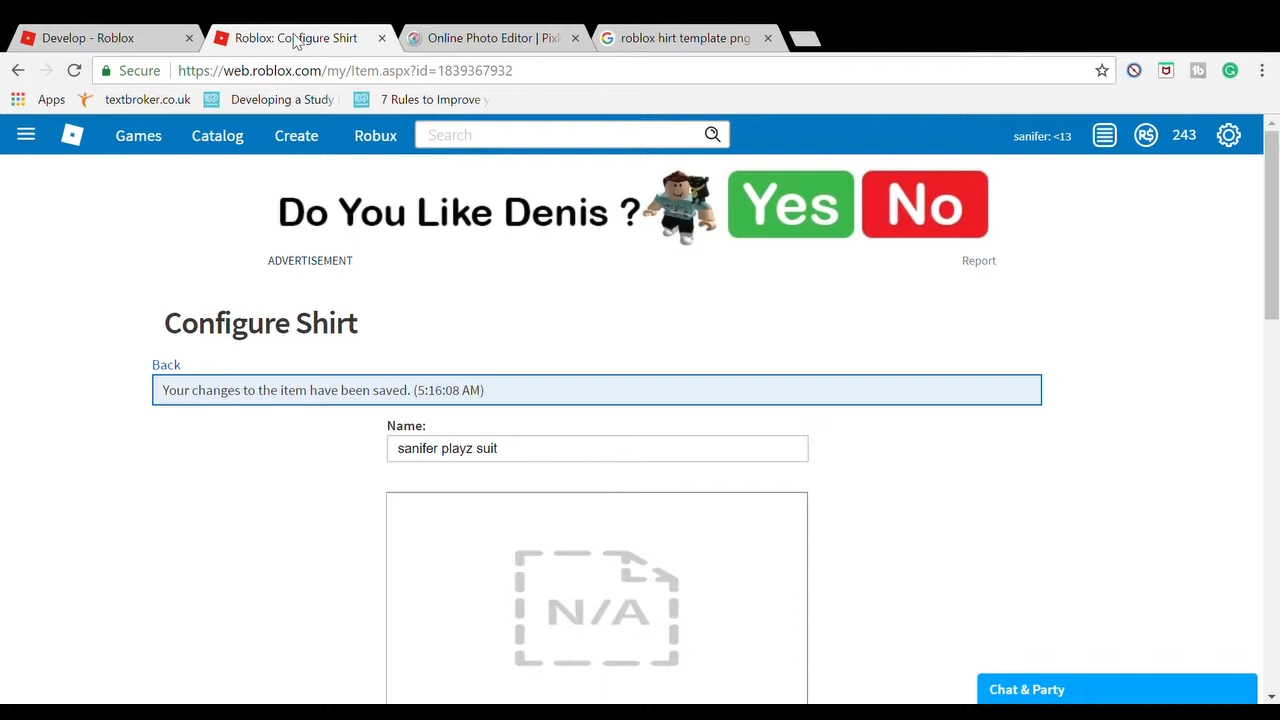 Develop - Roblox
Roblox: Configure Shirt
Online Photo Editor | Pixl
roblox hirt template png
Secure
https://web.roblox.com/my/Item.aspx?id=1839367932
Apps
textbroker.co.uk
Developing a Study
7 Rules to Improve y
Games
Catalog
Create
Robux
Search
sanifer: <13
R$
243
Do You Like Denis ?
Yes
No
ADVERTISEMENT
Report
Configure Shirt
Back
Your changes to the item have been saved. (5:16:08 AM)
Name:
sanifer playz suit
N/A
Chat & Party